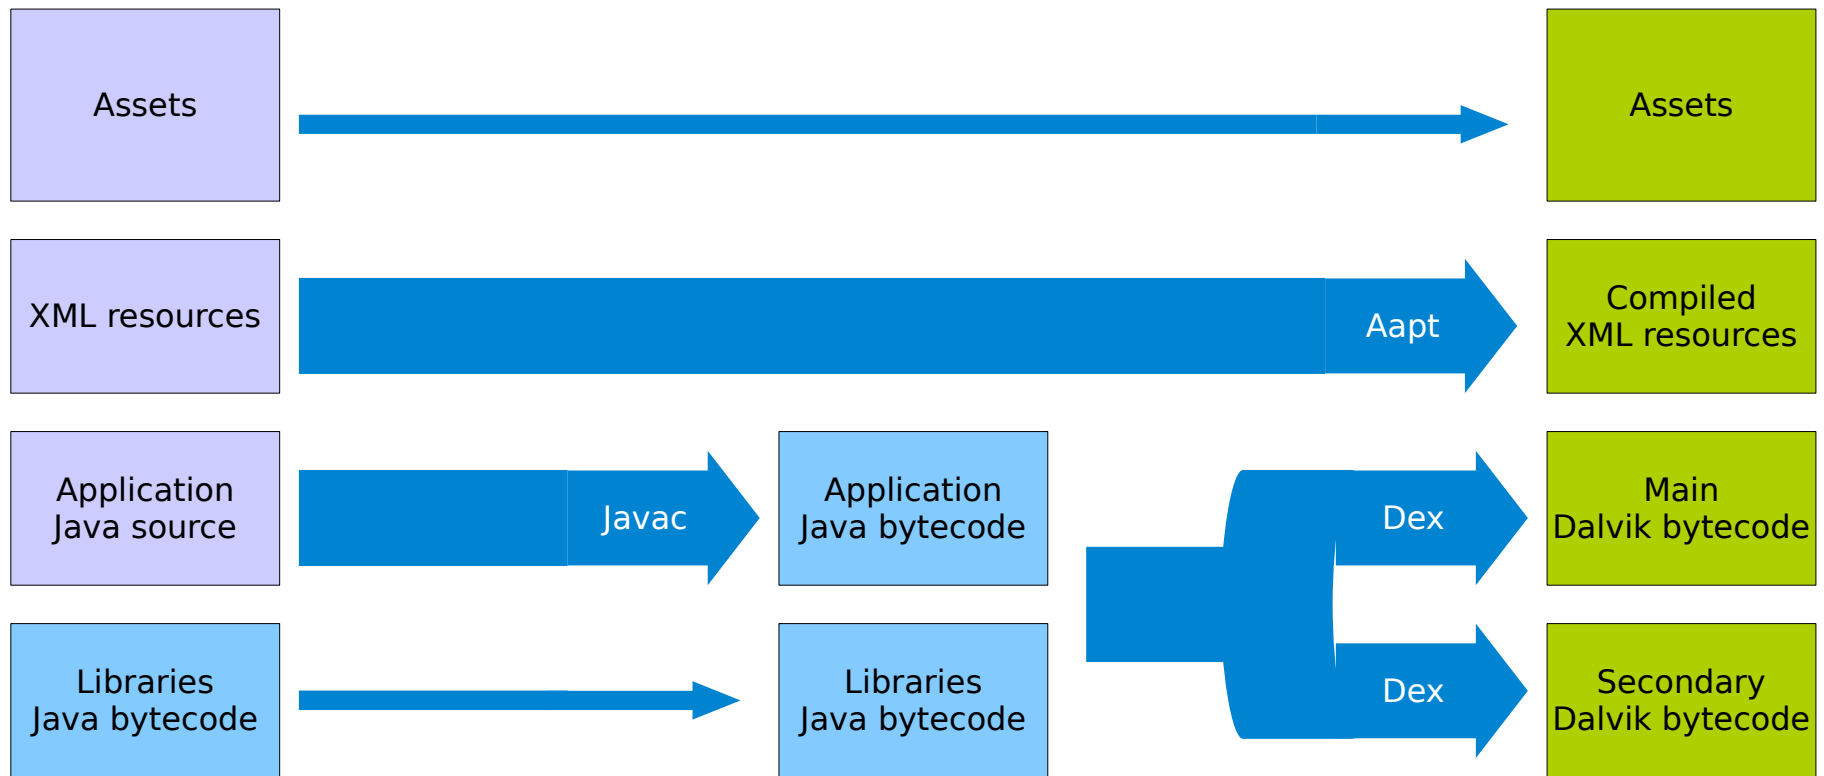 Assets
Assets
XML resources
Aapt
Compiled
XML resources
Application
Java source
Javac
Application
Java bytecode
Dex
Main
Dalvik bytecode
Libraries
Java bytecode
Libraries
Java bytecode
Dex
Secondary
Dalvik bytecode